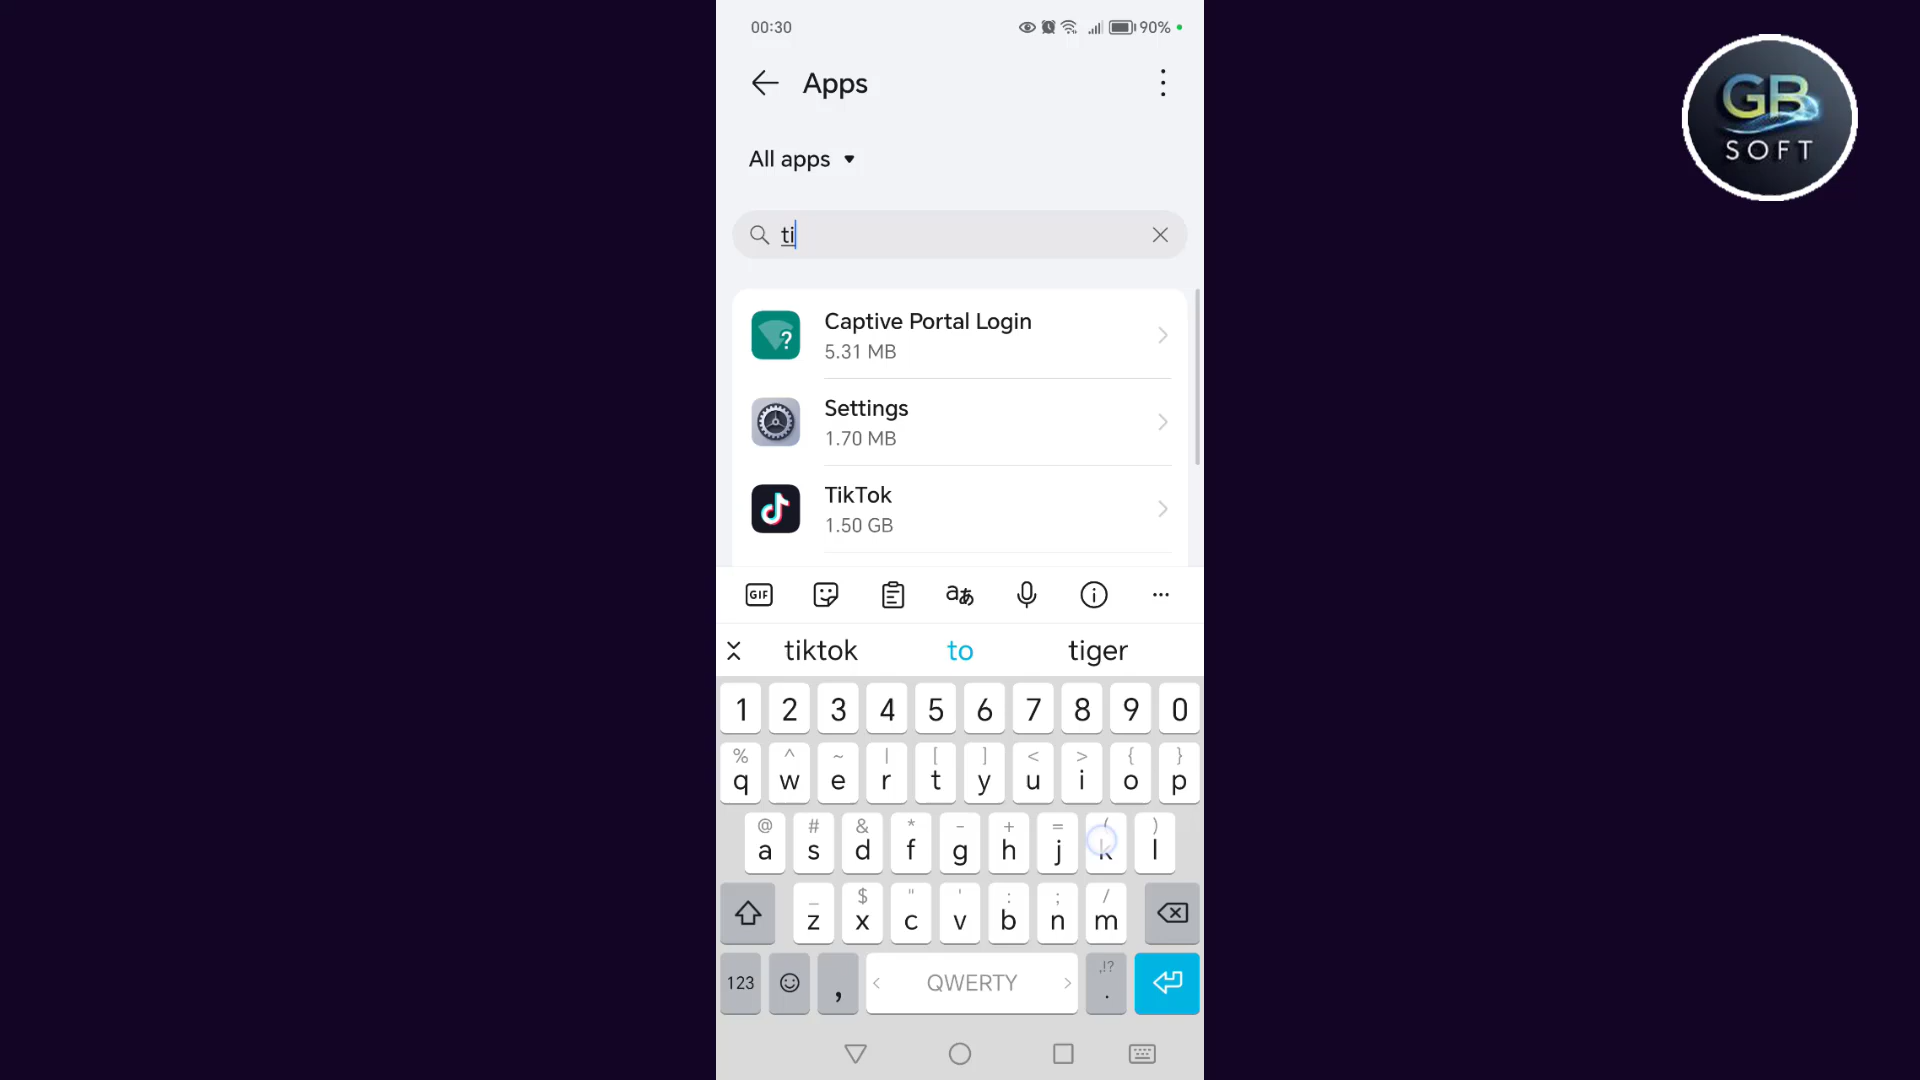 00:30
90%
Apps
All apps
ti
Captive Portal Login
5.31 MB
Settings
1.70 MB
TikTok
1.50 GB
GIF
aあ
tiktok to tiger
1 2 3 4 5 6 7 8 9 0
% ^ ~ | [ ] < > { }
q w e r t y u i o p
@ # & * - + = ( )
a s d f g h j k l
_ $ " ' : ; /
z x c v b n m
123 , < QWERTY > ,!? .
GB
SOFT